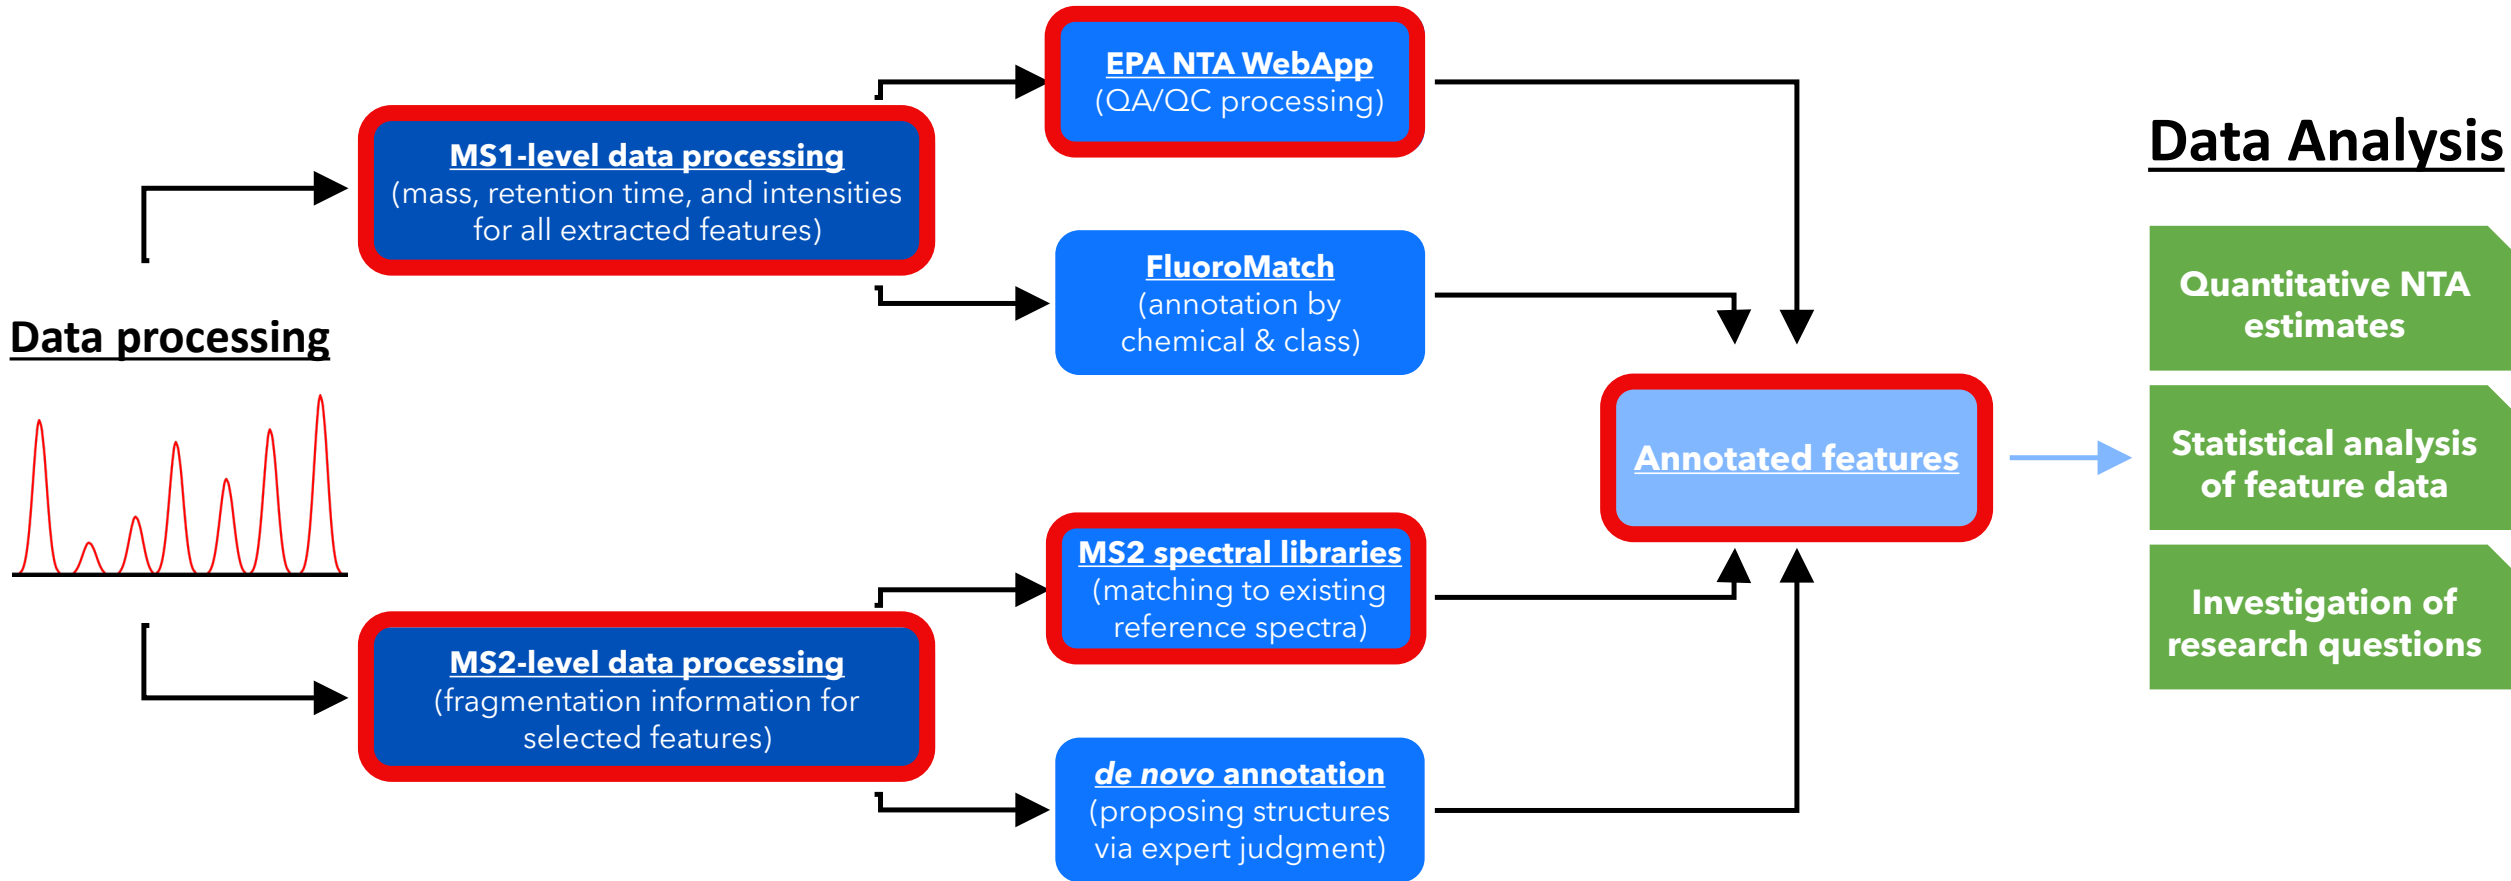 Data processing
MS1-level data processing
(mass, retention time, and intensities
for all extracted features)
MS2-level data processing
(fragmentation information for
selected features)
EPA NTA WebApp
(QA/QC processing)
FluoroMatch
(annotation by
chemical & class)
MS2 spectral libraries
(matching to existing
reference spectra)
de novo annotation
(proposing structures
via expert judgment)
Annotated features
Data Analysis
Quantitative NTA
estimates
Statistical analysis
of feature data
Investigation of
research questions